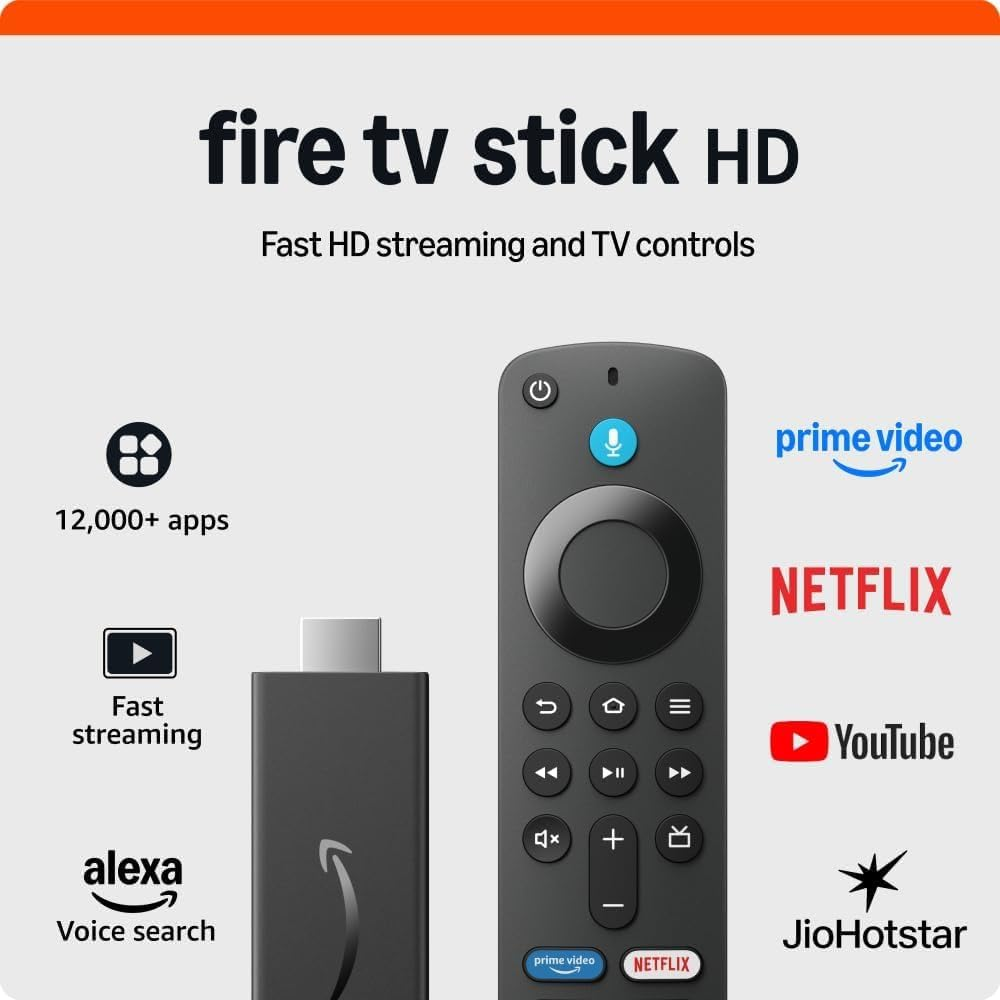 fire tv stick HD
Fast HD streaming and TV controls
12,000+ apps
Fast
streaming
alexa
Voice search
prime video
NETFLIX
YouTube
JioHotstar
prime video
NETFLIX